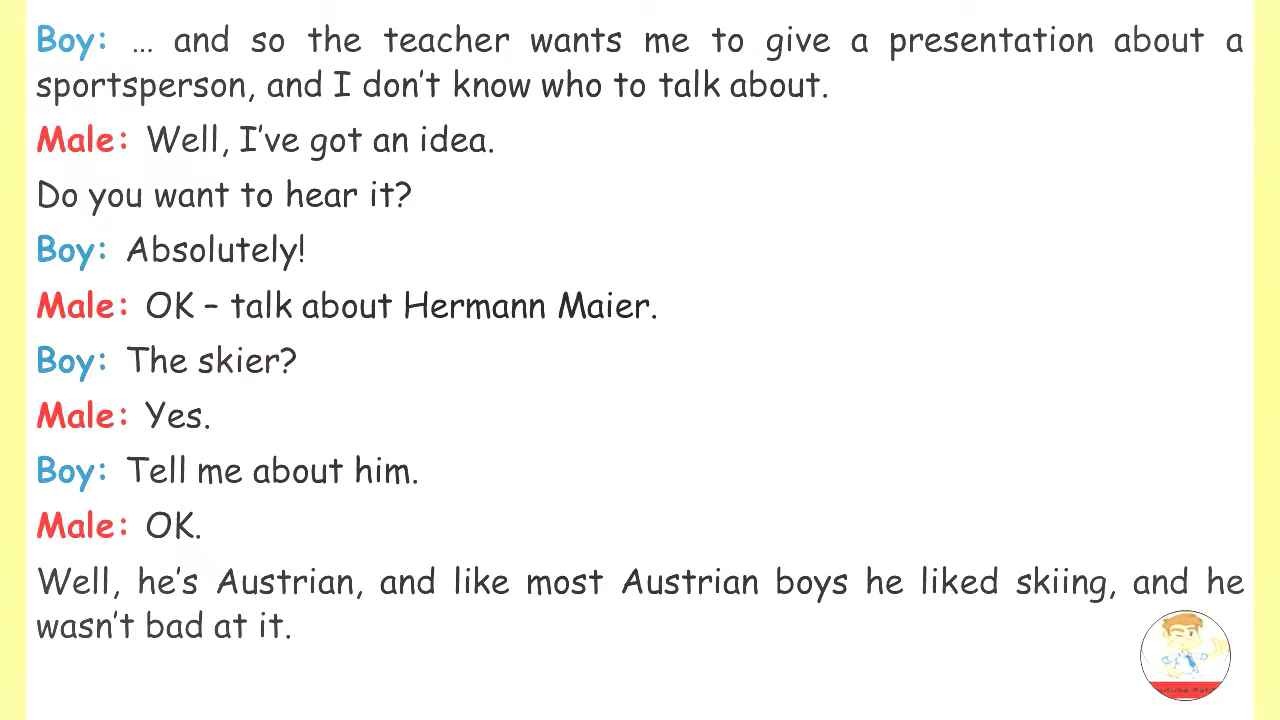 Boy: … and so the teacher wants me to give a presentation about a
sportsperson, and I don't know who to talk about.
Male: Well, I've got an idea.
Do you want to hear it?
Boy: Absolutely!
Male: OK – talk about Hermann Maier.
Boy: The skier?
Male: Yes.
Boy: Tell me about him.
Male: OK.
Well, he's Austrian, and like most Austrian boys he liked skiing, and he
wasn't bad at it.